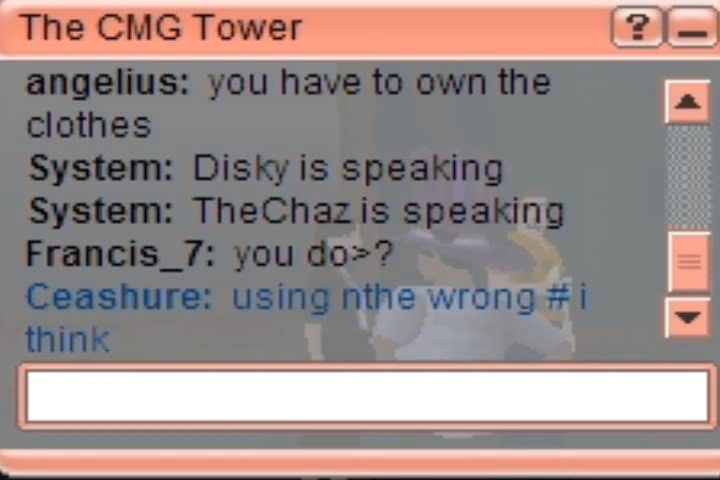 The CMG Tower
?
angelius: you have to own the
clothes
System: Disky is speaking
System: TheChaz is speaking
Francis_7: you do>?
Ceashure: using nthe wrong # i
think